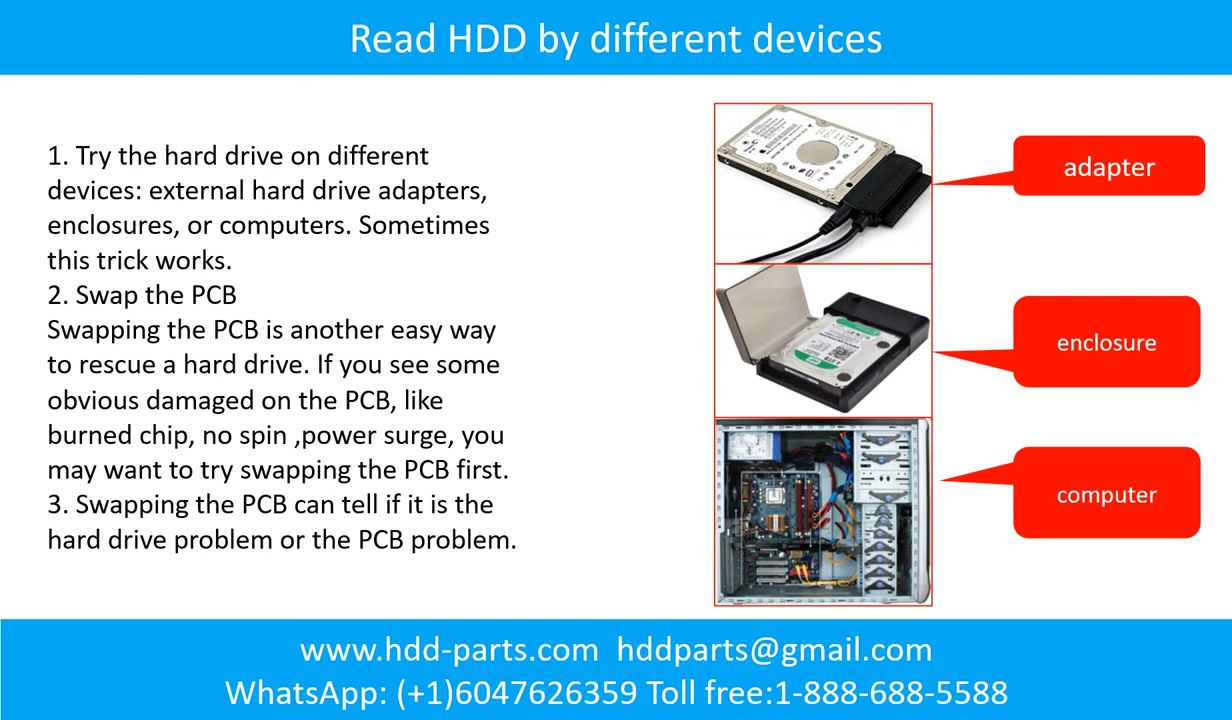 Read HDD by different devices
1. Try the hard drive on different
devices: external hard drive adapters,
enclosures, or computers. Sometimes
this trick works.
2. Swap the PCB
Swapping the PCB is another easy way
to rescue a hard drive. If you see some
obvious damaged on the PCB, like
burned chip, no spin ,power surge, you
may want to try swapping the PCB first.
3. Swapping the PCB can tell if it is the
hard drive problem or the PCB problem.
adapter
enclosure
computer
www.hdd-parts.com  hddparts@gmail.com
WhatsApp: (+1)6047626359 Toll free:1-888-688-5588